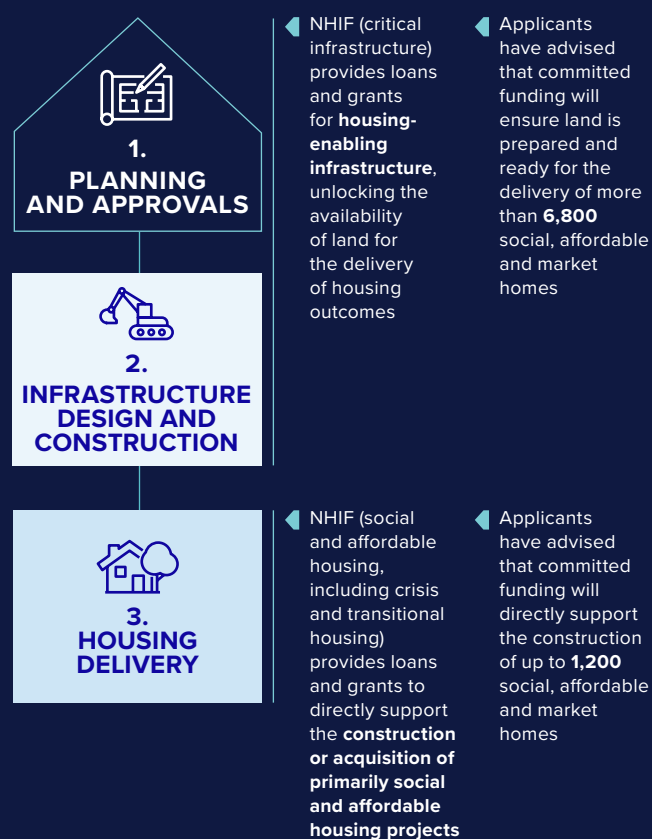 1.
PLANNING
AND APPROVALS
NHIF (critical
infrastructure)
provides loans
and grants
for housing-
enabling
infrastructure,
unlocking the
availability
of land for
the delivery
of housing
outcomes
Applicants
have advised
that committed
funding will
ensure land is
prepared and
ready for the
delivery of more
than 6,800
social, affordable
and market
homes
2.
INFRASTRUCTURE
DESIGN AND
CONSTRUCTION
3.
HOUSING
DELIVERY
NHIF (social
and affordable
housing,
including crisis
and transitional
housing)
provides loans
and grants to
directly support
the construction
or acquisition of
primarily social
and affordable
housing projects
Applicants
have advised
that committed
funding will
directly support
the construction
of up to 1,200
social, affordable
and market
homes